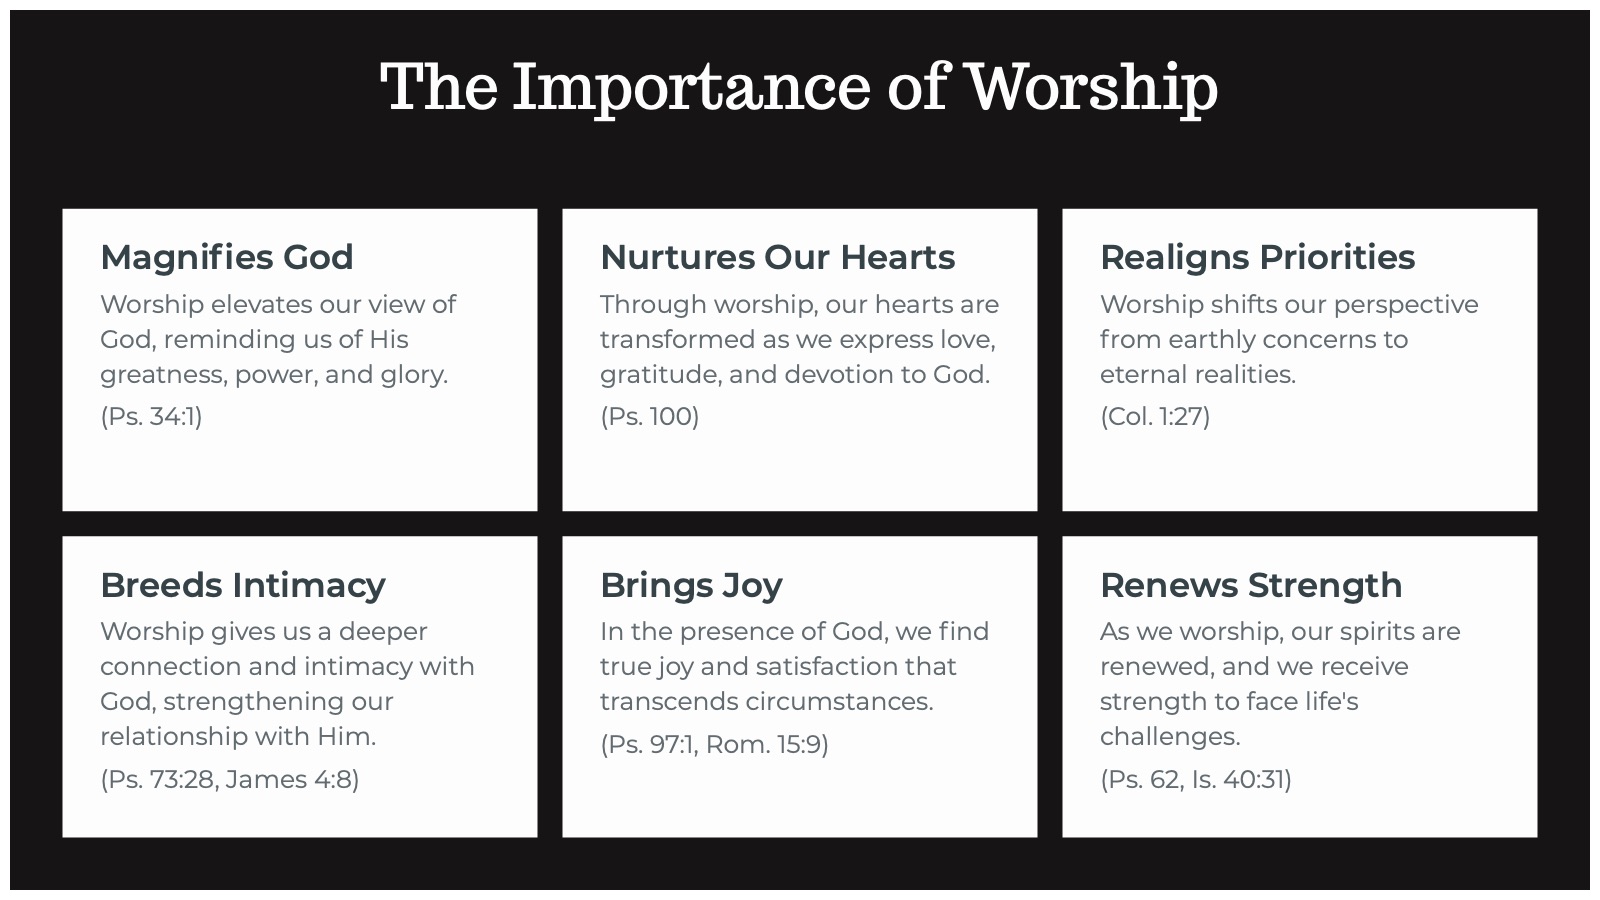 The Importance of Worship
Magnifies God
Worship elevates our view of
God, reminding us of His
greatness, power, and glory.
(Ps. 34:1)
Nurtures Our Hearts
Through worship, our hearts are
transformed as we express love,
gratitude, and devotion to God.
(Ps. 100)
Realigns Priorities
Worship shifts our perspective
from earthly concerns to
eternal realities.
(Col. 1:27)
Breeds Intimacy
Worship gives us a deeper
connection and intimacy with
God, strengthening our
relationship with Him.
(Ps. 73:28, James 4:8)
Brings Joy
In the presence of God, we find
true joy and satisfaction that
transcends circumstances.
(Ps. 97:1, Rom. 15:9)
Renews Strength
As we worship, our spirits are
renewed, and we receive
strength to face life's
challenges.
(Ps. 62, Is. 40:31)